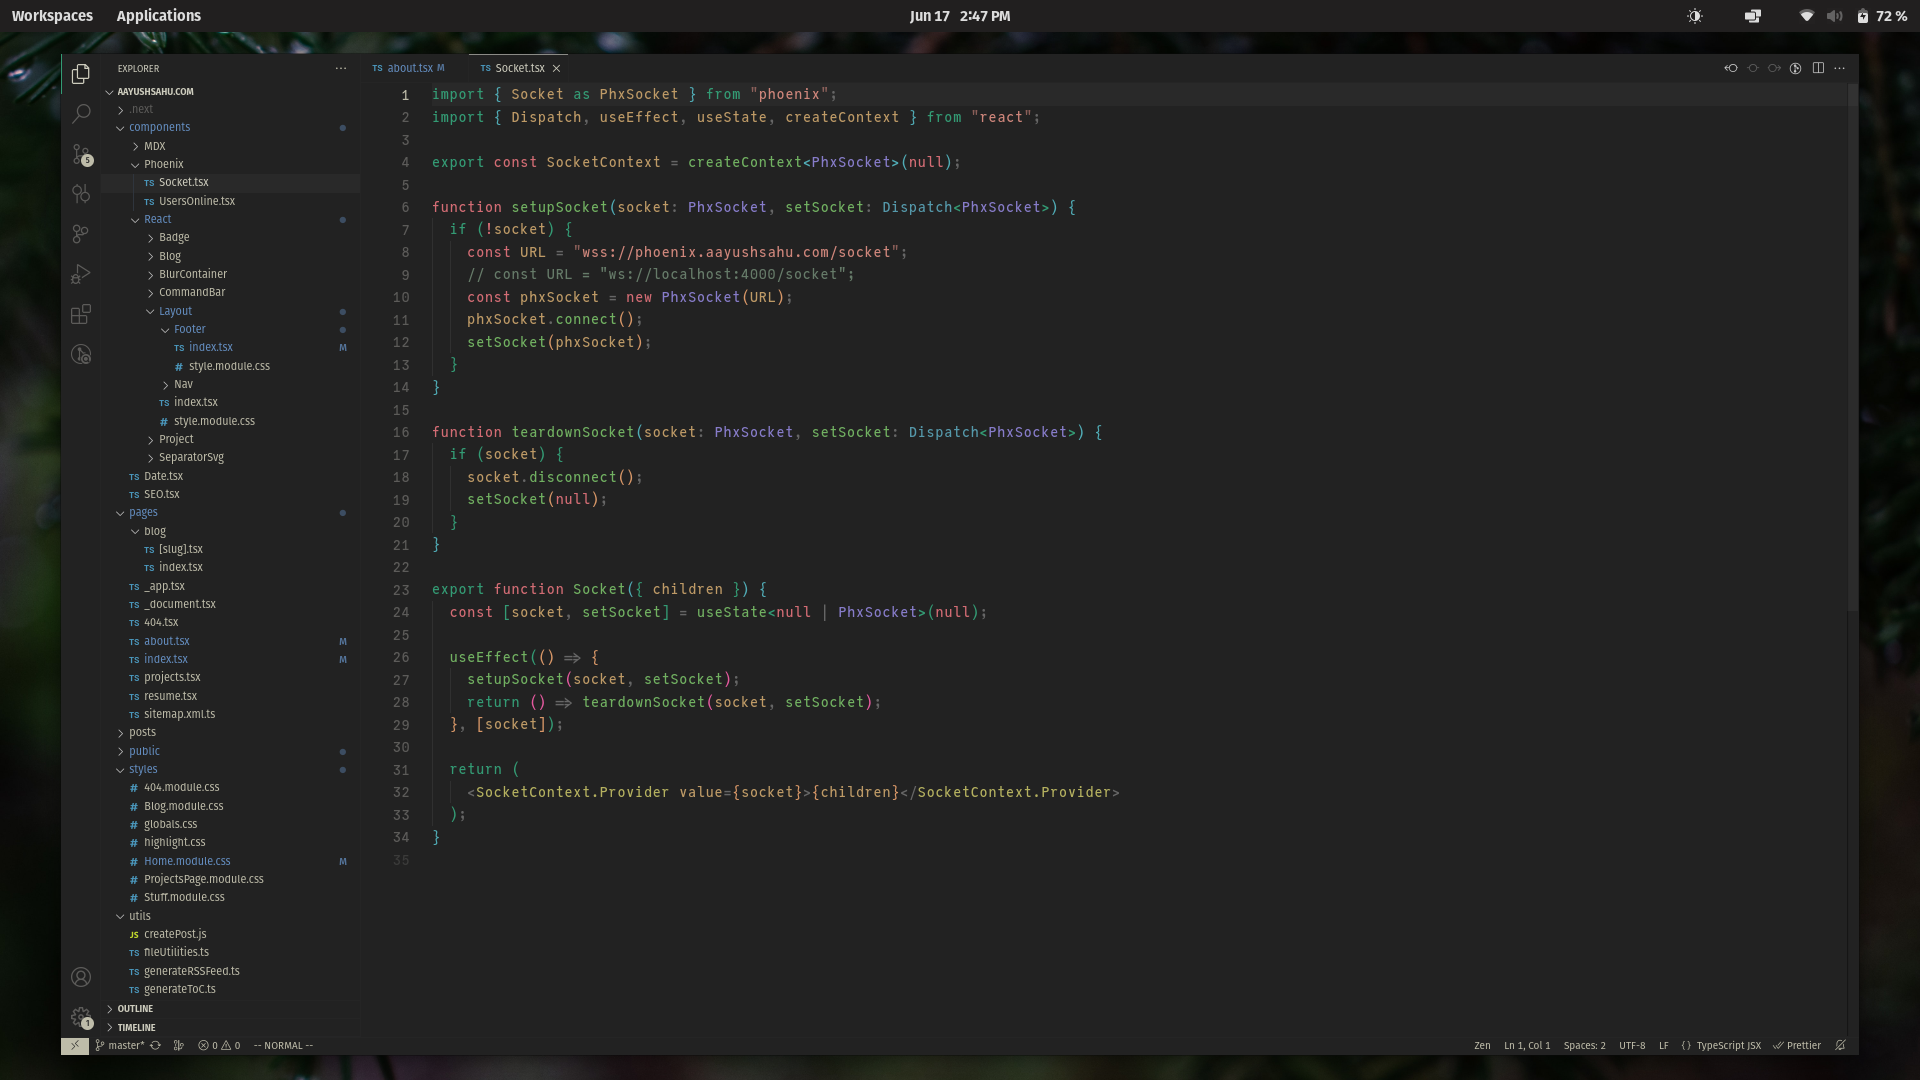 Workspaces Applications Jun 17 2:47 PM 72 %
EXPLORER ···
AAYUSHSAHU.COM
.next
components
MDX
Phoenix
TS Socket.tsx
TS UsersOnline.tsx
React
Badge
Blog
BlurContainer
CommandBar
Layout
Footer
TS index.tsx M
# style.module.css
Nav
TS index.tsx
# style.module.css
Project
SeparatorSvg
TS Date.tsx
TS SEO.tsx
pages
blog
TS [slug].tsx
TS index.tsx
TS _app.tsx
TS _document.tsx
TS 404.tsx
TS about.tsx M
TS index.tsx M
TS projects.tsx
TS resume.tsx
TS sitemap.xml.ts
posts
public
styles
# 404.module.css
# Blog.module.css
# globals.css
# highlight.css
# Home.module.css M
# ProjectsPage.module.css
# Stuff.module.css
utils
JS createPost.js
TS fileUtilities.ts
TS generateRSSFeed.ts
TS generateToC.ts
OUTLINE
TIMELINE
5
1
TS about.tsx M TS Socket.tsx ×
1 import { Socket as PhxSocket } from "phoenix";
2 import { Dispatch, useEffect, useState, createContext } from "react";
3
4 export const SocketContext = createContext<PhxSocket>(null);
5
6 function setupSocket(socket: PhxSocket, setSocket: Dispatch<PhxSocket>) {
7 if (!socket) {
8 const URL = "wss://phoenix.aayushsahu.com/socket";
9 // const URL = "ws://localhost:4000/socket";
10 const phxSocket = new PhxSocket(URL);
11 phxSocket.connect();
12 setSocket(phxSocket);
13 }
14 }
15
16 function teardownSocket(socket: PhxSocket, setSocket: Dispatch<PhxSocket>) {
17 if (socket) {
18 socket.disconnect();
19 setSocket(null);
20 }
21 }
22
23 export function Socket({ children }) {
24 const [socket, setSocket] = useState<null | PhxSocket>(null);
25
26 useEffect(() => {
27 setupSocket(socket, setSocket);
28 return () => teardownSocket(socket, setSocket);
29 }, [socket]);
30
31 return (
32 <SocketContext.Provider value={socket}>{children}</SocketContext.Provider>
33 );
34 }
35
master* 0 0 -- NORMAL -- Zen Ln 1, Col 1 Spaces: 2 UTF-8 LF {} TypeScript JSX Prettier